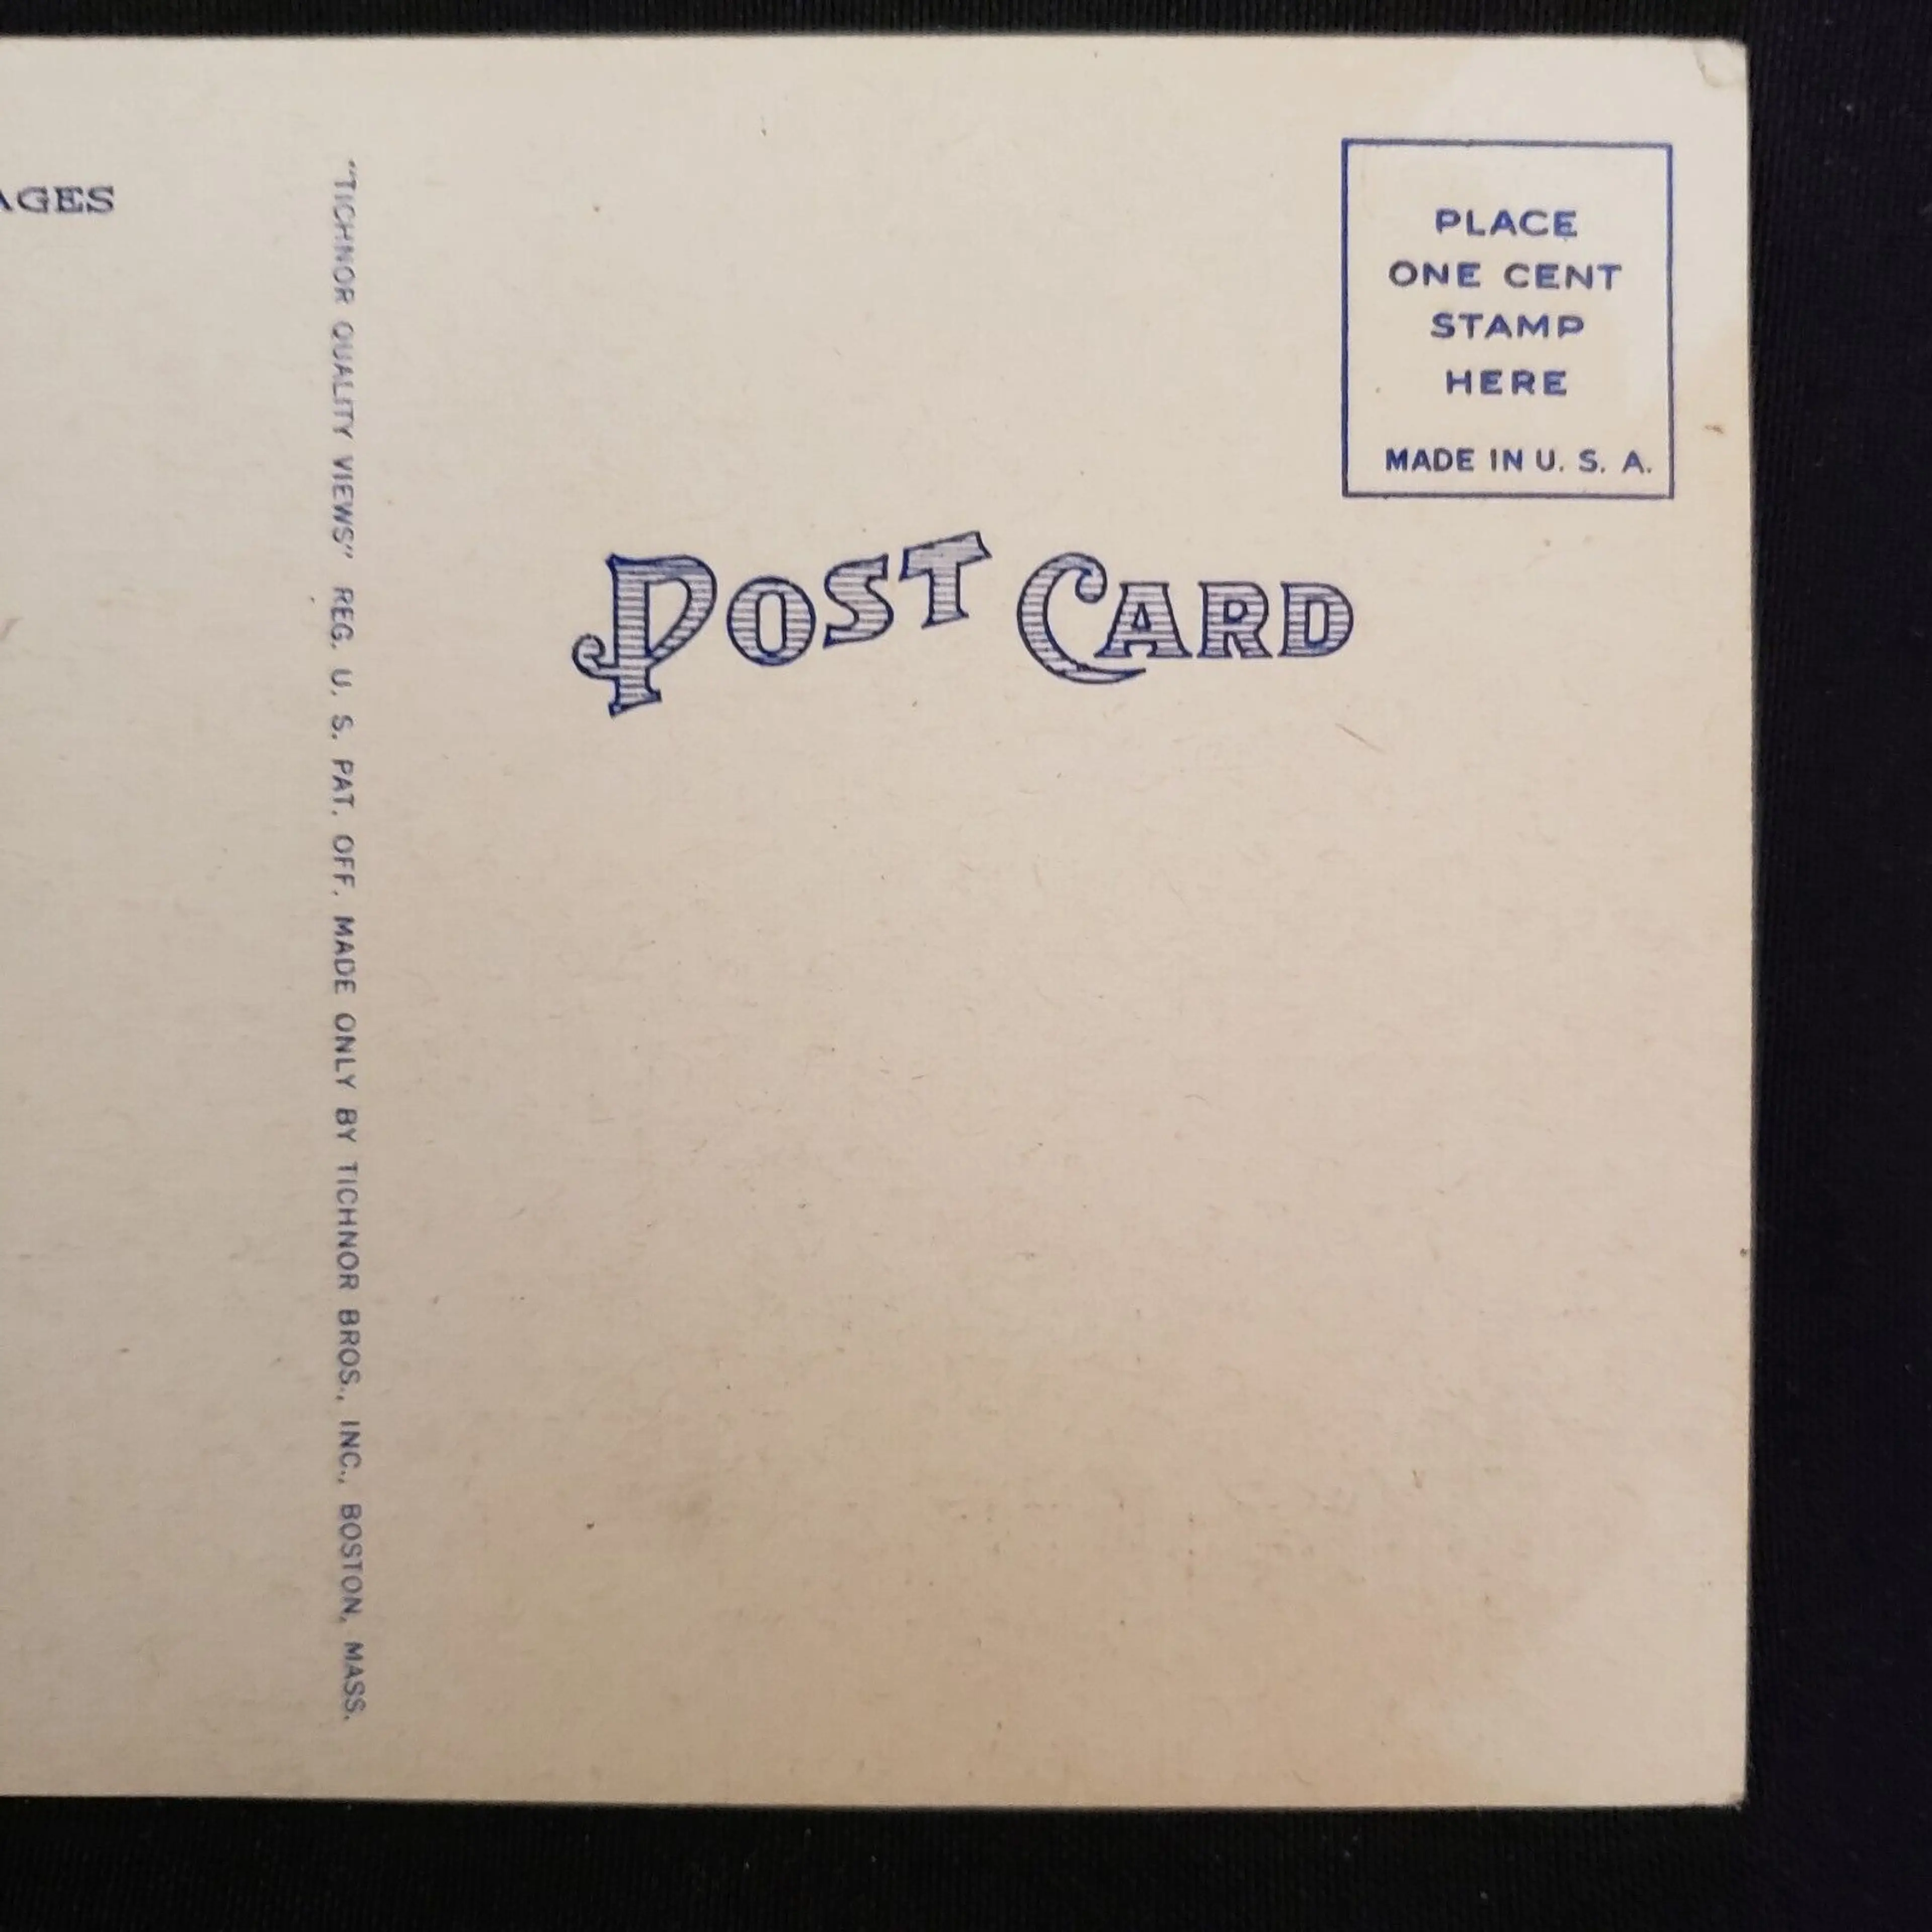 AGES
"TICHNOR QUALITY VIEWS" REG. U. S. PAT. OFF. MADE ONLY BY TICHNOR BROS., INC., BOSTON, MASS.
PLACE
ONE CENT
STAMP
HERE
MADE IN U. S. A.
POST CARD